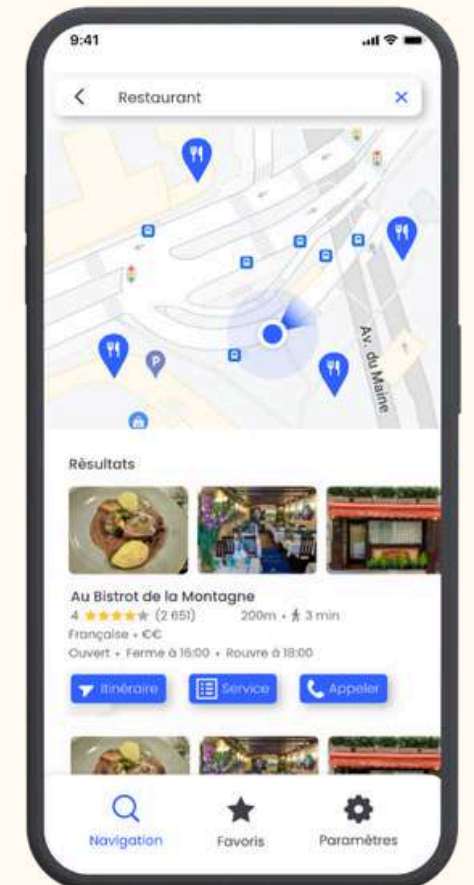 9:41
Restaurant
P
Av. du Maine
Résultats
Au Bistrot de la Montagne
4 (2 651) 200m • 3 min
Française • €€
Ouvert • Ferme à 16:00 • Rouvre à 18:00
Itinéraire Service Appeler
Navigation Favoris Paramètres